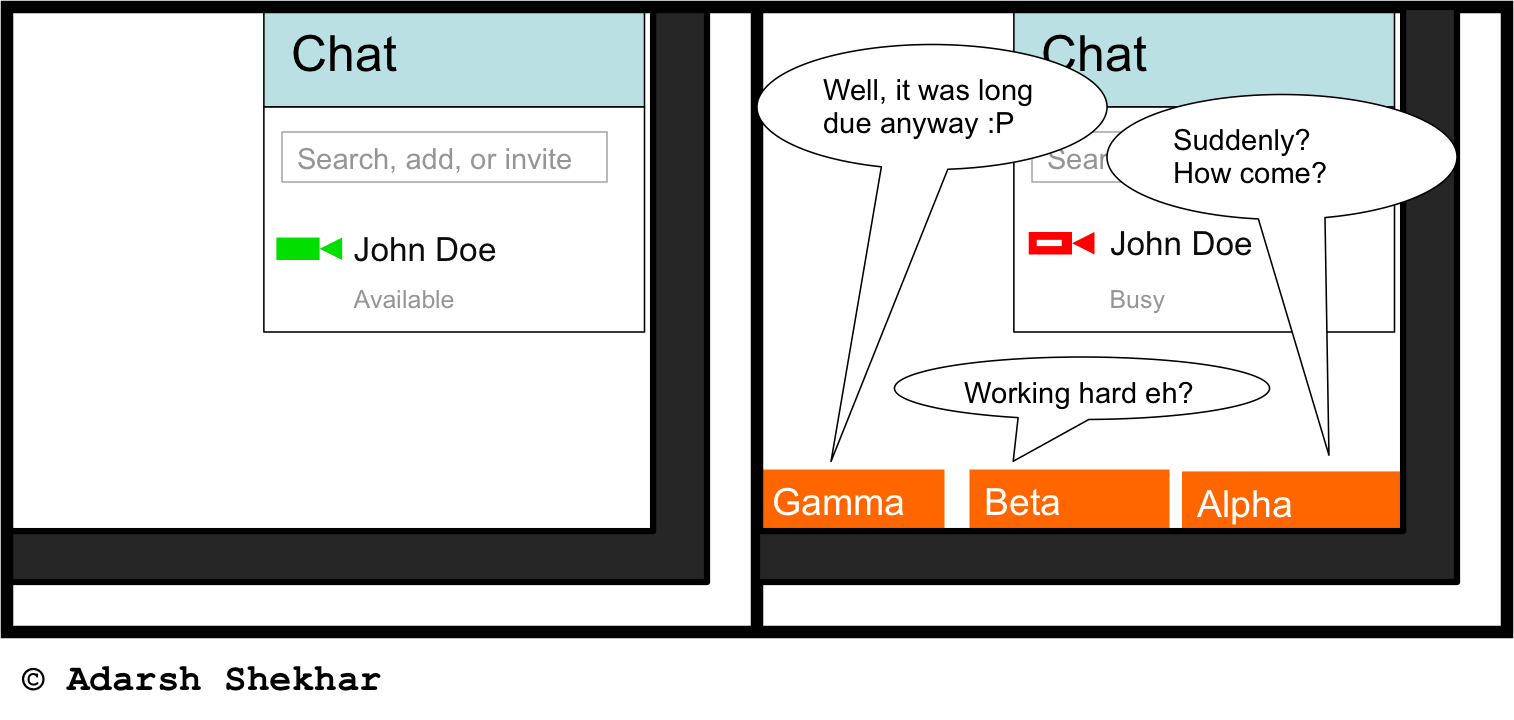 Chat
Search, add, or invite
John Doe
Available
Chat
Well, it was long
due anyway :P
Suddenly?
How come?
Sear
John Doe
Busy
Working hard eh?
Gamma
Beta
Alpha
© Adarsh Shekhar